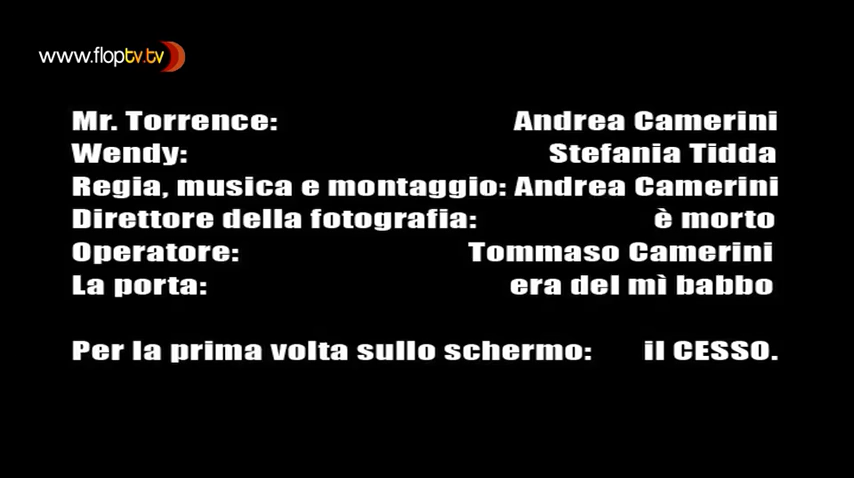 www.floptv.tv
Mr. Torrence: Andrea Camerini
Wendy: Stefania Tidda
Regia, musica e montaggio: Andrea Camerini
Direttore della fotografia: è morto
Operatore: Tommaso Camerini
La porta: era del mì babbo
Per la prima volta sullo schermo: il CESSO.